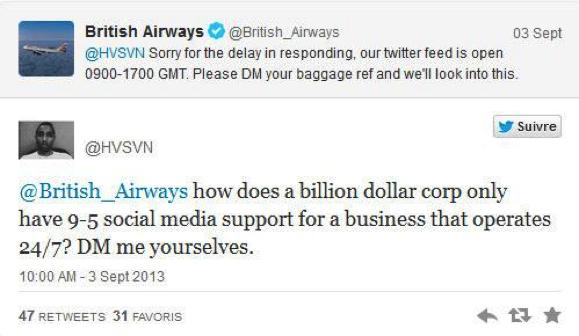 British Airways @British_Airways 03 Sept
@HVSVN Sorry for the delay in responding, our twitter feed is open
0900-1700 GMT. Please DM your baggage ref and we'll look into this.
Suivre
@HVSVN
@British_Airways how does a billion dollar corp only
have 9-5 social media support for a business that operates
24/7? DM me yourselves.
10:00 AM - 3 Sept 2013
47 RETWEETS 31 FAVORIS